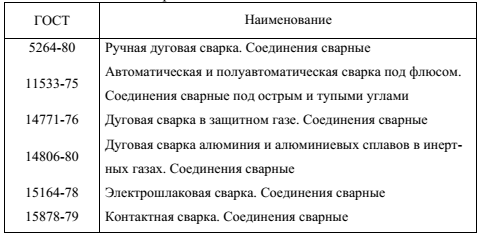 ГОСТ Наименование
5264-80 Ручная дуговая сварка. Соединения сварные
11533-75 Автоматическая и полуавтоматическая сварка под флюсом.
Соединения сварные под острым и тупыми углами
14771-76 Дуговая сварка в защитном газе. Соединения сварные
14806-80 Дуговая сварка алюминия и алюминиевых сплавов в инерт-
ных газах. Соединения сварные
15164-78 Электрошлаковая сварка. Соединения сварные
15878-79 Контактная сварка. Соединения сварные